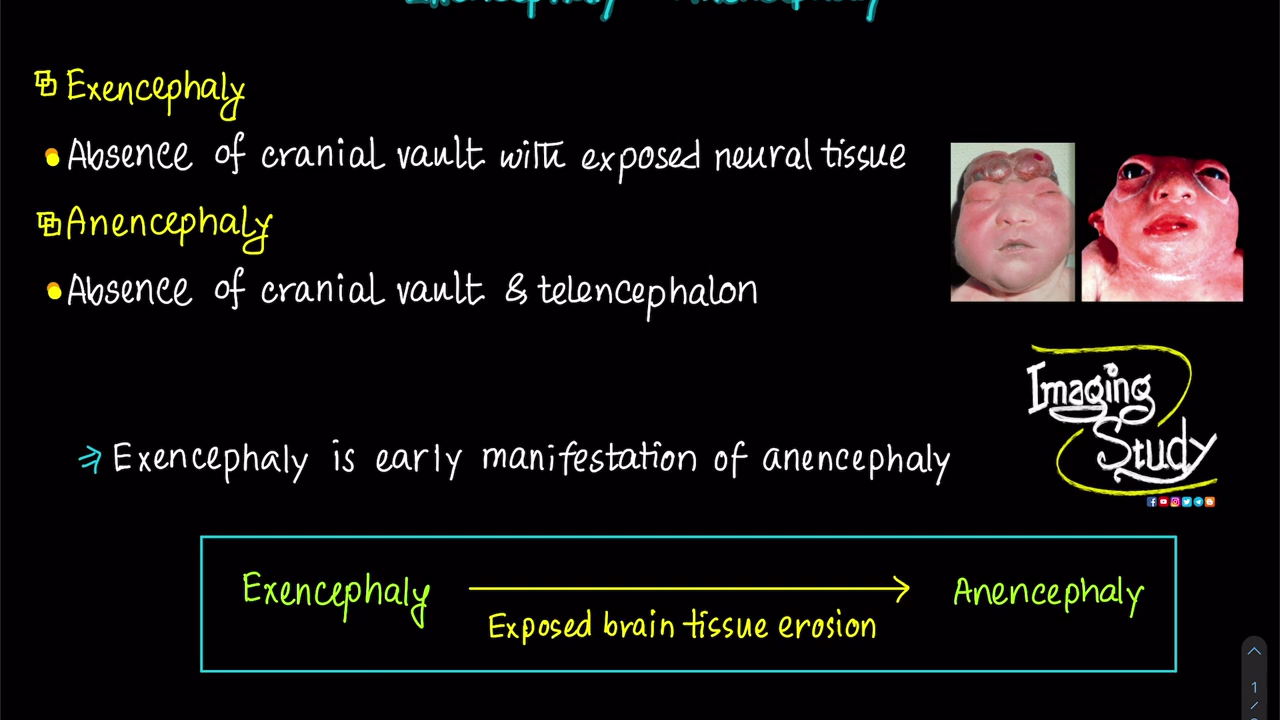 Exencephaly
Absence of cranial vault with exposed neural tissue
Anencephaly
Absence of cranial vault & telencephalon
Imaging
Study
Exencephaly is early manifestation of anencephaly
Exencephaly
Anencephaly
Exposed brain tissue erosion
1